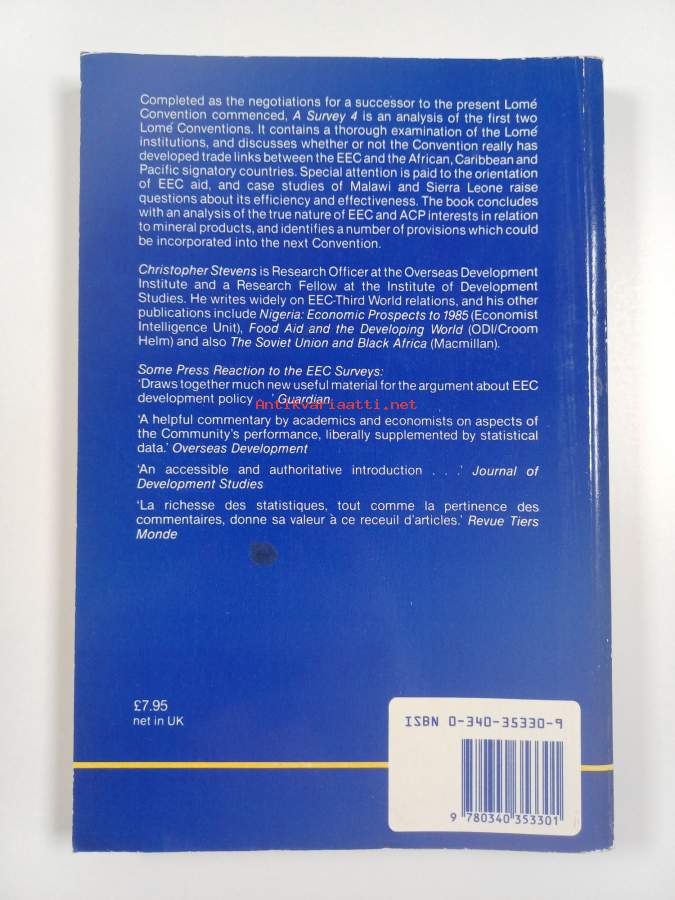 Completed as the negotiations for a successor to the present Lomé
Convention commenced, A Survey 4 is an analysis of the first two
Lomé Conventions. It contains a thorough examination of the Lomé
institutions, and discusses whether or not the Convention really has
developed trade links between the EEC and the African, Caribbean and
Pacific signatory countries. Special attention is paid to the orientation
of EEC aid, and case studies of Malawi and Sierra Leone raise
questions about its efficiency and effectiveness. The book concludes
with an analysis of the true nature of EEC and ACP interests in relation
to mineral products, and identifies a number of provisions which could
be incorporated into the next Convention.
Christopher Stevens is Research Officer at the Overseas Development
Institute and a Research Fellow at the Institute of Development
Studies. He writes widely on EEC-Third World relations, and his other
publications include Nigeria: Economic Prospects to 1985 (Economist
Intelligence Unit), Food Aid and the Developing World (ODI/Croom
Helm) and also The Soviet Union and Black Africa (Macmillan).
Some Press Reaction to the EEC Surveys:
'Draws together much new useful material for the argument about EEC
development policy . . .' Guardian
Antikvariaatti.net
'A helpful commentary by academics and economists on aspects of
the Community's performance, liberally supplemented by statistical
data.' Overseas Development
'An accessible and authoritative introduction . . .' Journal of
Development Studies
'La richesse des statistiques, tout comme la pertinence des
commentaires, donne sa valeur à ce receuil d'articles.' Revue Tiers
Monde
£7.95
net in UK
ISBN 0-340-35330-9
9 780340 353301